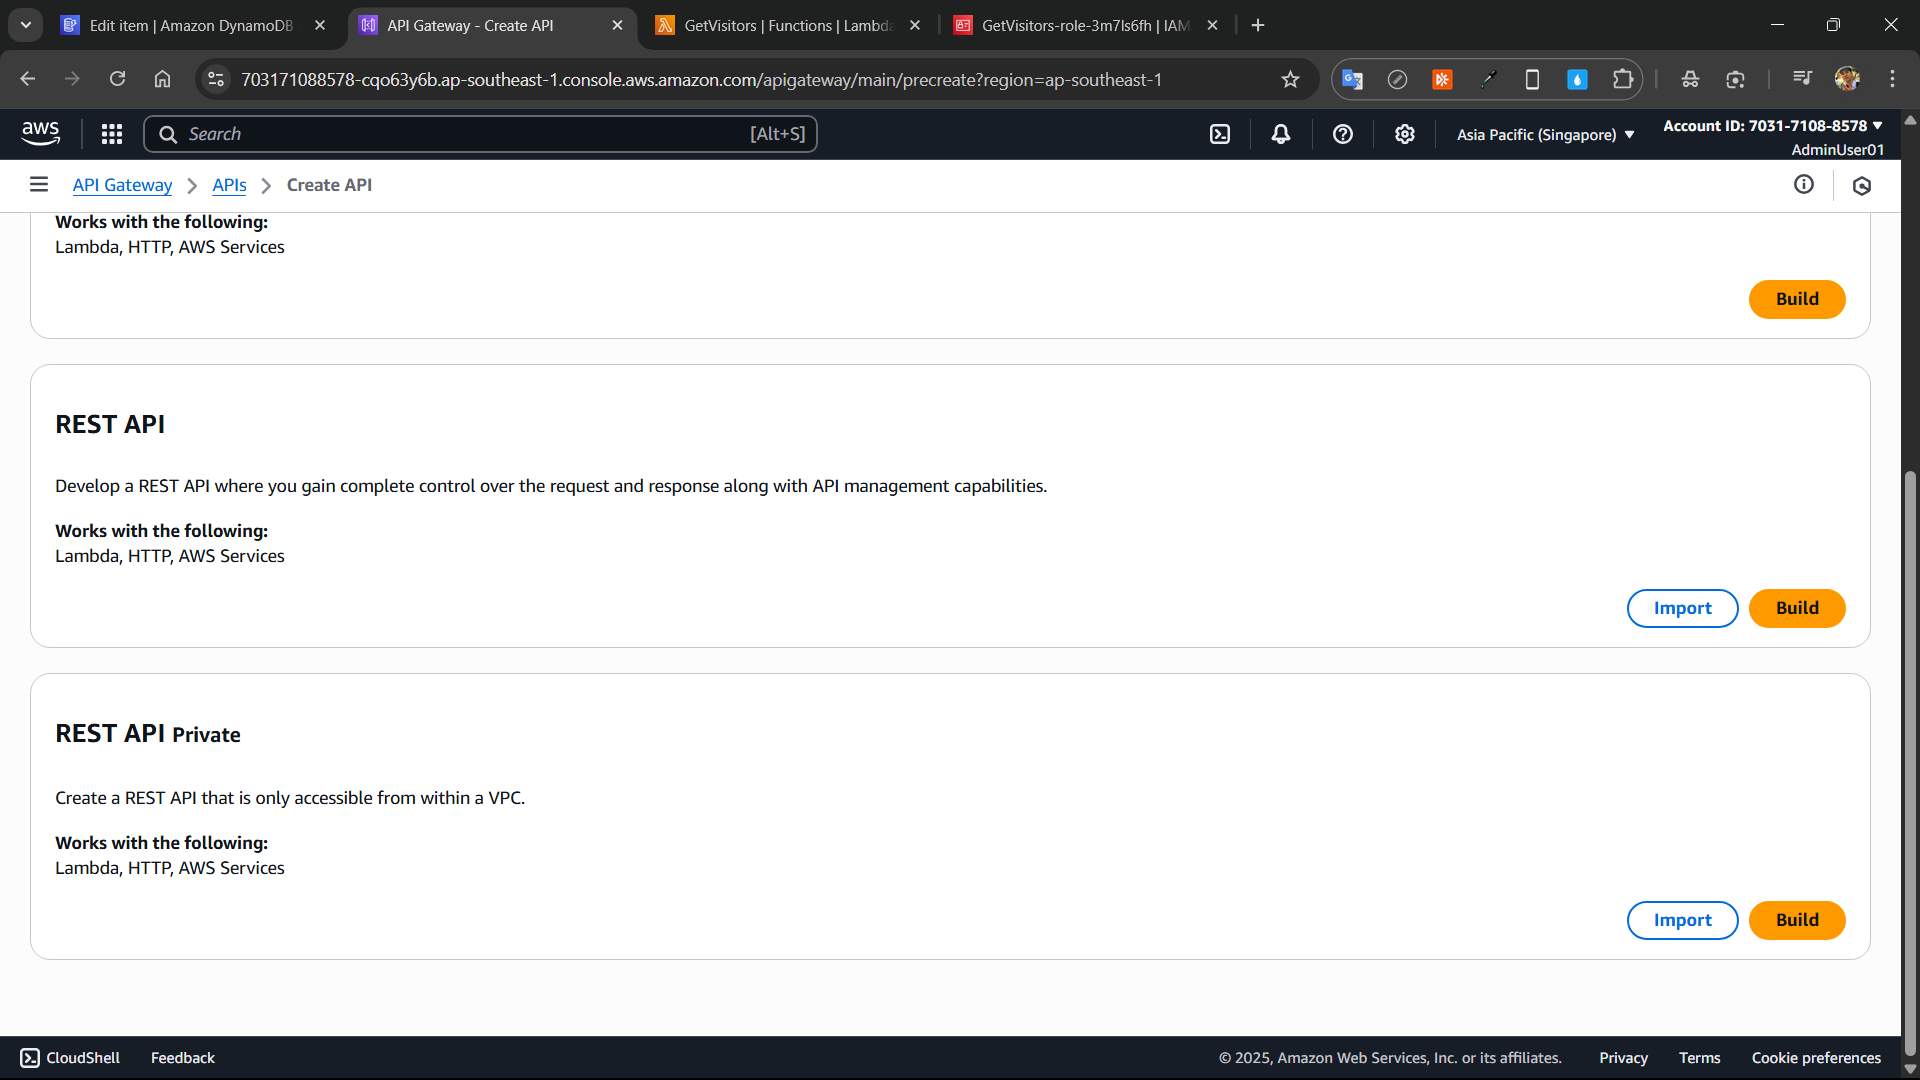 Edit item | Amazon DynamoDB
API Gateway - Create API
GetVisitors | Functions | Lambda
GetVisitors-role-3m7ls6fh | IAM
703171088578-cqo63y6b.ap-southeast-1.console.aws.amazon.com/apigateway/main/precreate?region=ap-southeast-1
aws
Search
[Alt+S]
Asia Pacific (Singapore)
Account ID: 7031-7108-8578
AdminUser01
API Gateway
APIs
Create API
Works with the following:
Lambda, HTTP, AWS Services
Build
REST API
Develop a REST API where you gain complete control over the request and response along with API management capabilities.
Works with the following:
Lambda, HTTP, AWS Services
Import
Build
REST API Private
Create a REST API that is only accessible from within a VPC.
Works with the following:
Lambda, HTTP, AWS Services
Import
Build
CloudShell
Feedback
© 2025, Amazon Web Services, Inc. or its affiliates.
Privacy
Terms
Cookie preferences